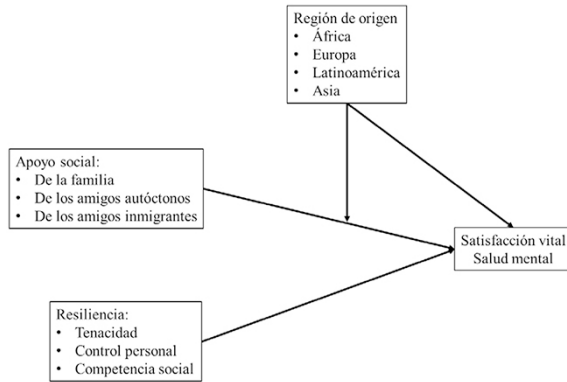 Región de origen
• África
• Europa
• Latinoamérica
• Asia
Apoyo social:
• De la familia
• De los amigos autóctonos
• De los amigos inmigrantes
Satisfacción vital
Salud mental
Resiliencia:
• Tenacidad
• Control personal
• Competencia social